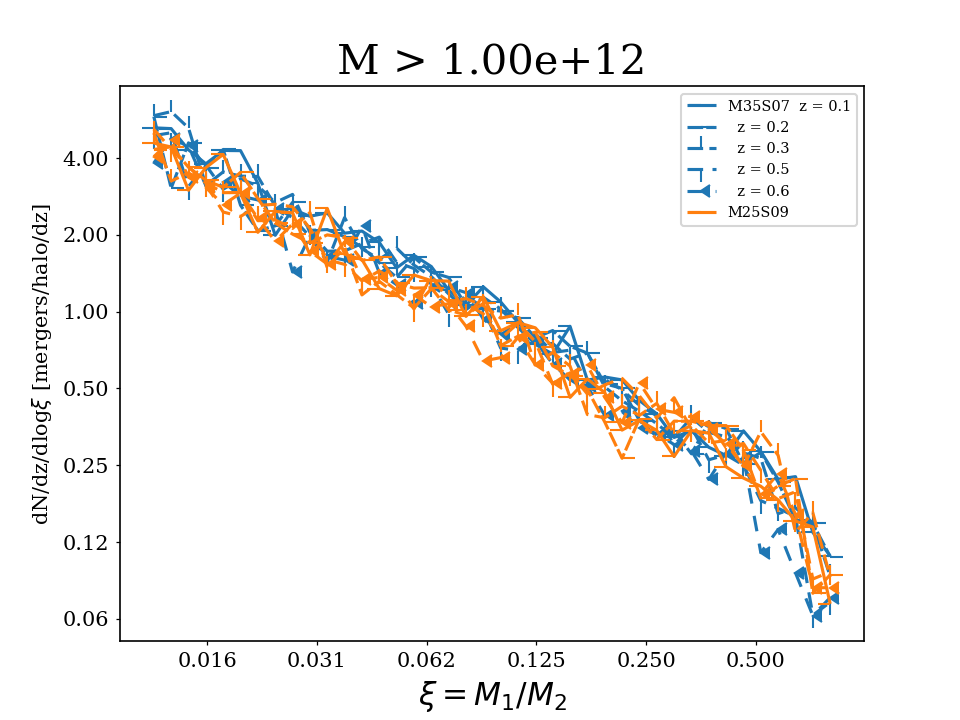 M > 1.00e+12
M35S07 z = 0.1
z = 0.2
z = 0.3
z = 0.5
z = 0.6
M25S09
dN/dz/dlogξ [mergers/halo/dz]
4.00
2.00
1.00
0.50
0.25
0.12
0.06
0.016 0.031 0.062 0.125 0.250 0.500
ξ = M₁/M₂